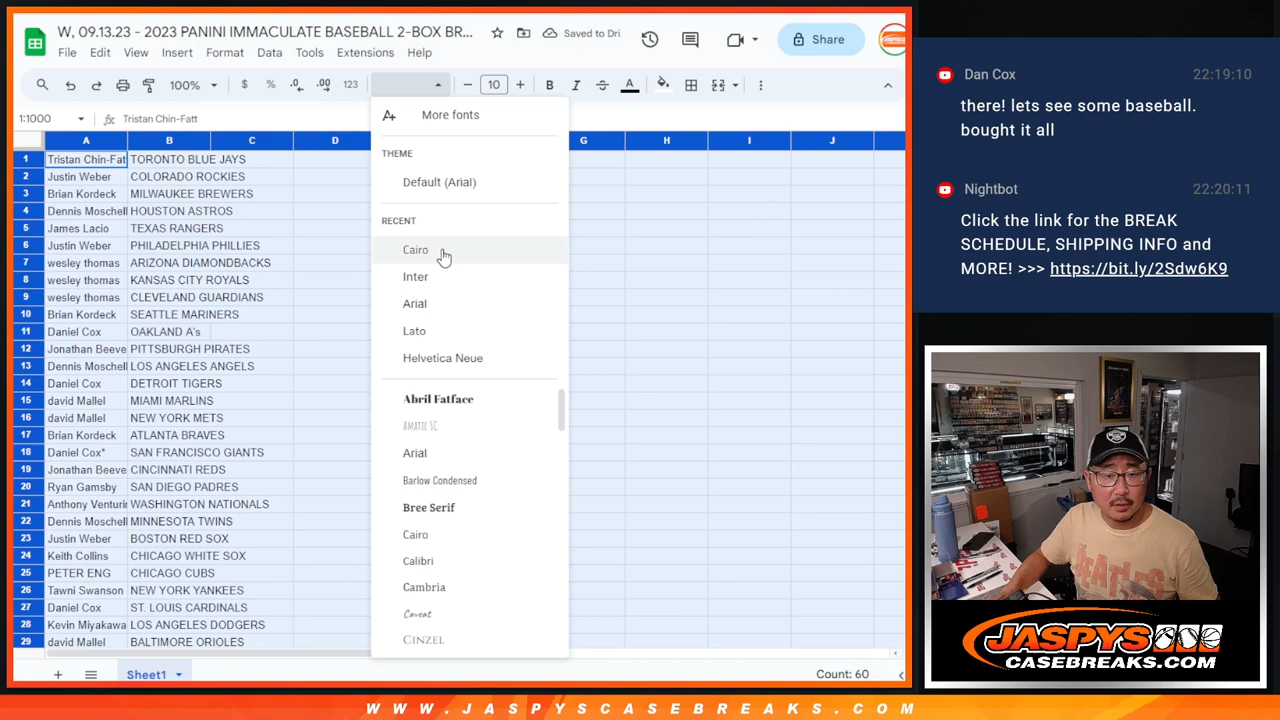 W, 09.13.23 - 2023 PANINI IMMACULATE BASEBALL 2-BOX BR...
Saved to Dri
Share
File Edit View Insert Format Data Tools Extensions Help
100% $ % .0 .00 123 10 B I S A
1:1000 fx Tristan Chin-Fatt
A B C D G H I J
1 Tristan Chin-Fat TORONTO BLUE JAYS
2 Justin Weber COLORADO ROCKIES
3 Brian Kordeck MILWAUKEE BREWERS
4 Dennis Moschell HOUSTON ASTROS
5 James Lacio TEXAS RANGERS
6 Justin Weber PHILADELPHIA PHILLIES
7 wesley thomas ARIZONA DIAMONDBACKS
8 wesley thomas KANSAS CITY ROYALS
9 wesley thomas CLEVELAND GUARDIANS
10 Brian Kordeck SEATTLE MARINERS
11 Daniel Cox OAKLAND A's
12 Jonathan Beeve PITTSBURGH PIRATES
13 Dennis Moschell LOS ANGELES ANGELS
14 Daniel Cox DETROIT TIGERS
15 david Mallel MIAMI MARLINS
16 david Mallel NEW YORK METS
17 Brian Kordeck ATLANTA BRAVES
18 Daniel Cox* SAN FRANCISCO GIANTS
19 Jonathan Beeve CINCINNATI REDS
20 Ryan Gamsby SAN DIEGO PADRES
21 Anthony Venturin WASHINGTON NATIONALS
22 Dennis Moschell MINNESOTA TWINS
23 Justin Weber BOSTON RED SOX
24 Keith Collins CHICAGO WHITE SOX
25 PETER ENG CHICAGO CUBS
26 Tawni Swanson NEW YORK YANKEES
27 Daniel Cox ST. LOUIS CARDINALS
28 Kevin Miyakawa LOS ANGELES DODGERS
29 david Mallel BALTIMORE ORIOLES
More fonts
THEME
Default (Arial)
RECENT
Cairo
Inter
Arial
Lato
Helvetica Neue
Abril Fatface
AMATIC SC
Arial
Barlow Condensed
Bree Serif
Cairo
Calibri
Cambria
Caveat
CINZEL
Sheet1
Count: 60
Dan Cox 22:19:10
there! lets see some baseball.
bought it all
Nightbot 22:20:11
Click the link for the BREAK
SCHEDULE, SHIPPING INFO and
MORE! >>> https://bit.ly/2Sdw6K9
JASPYS
CASEBREAKS.COM
WWW.JASPYSCASEBREAKS.COM